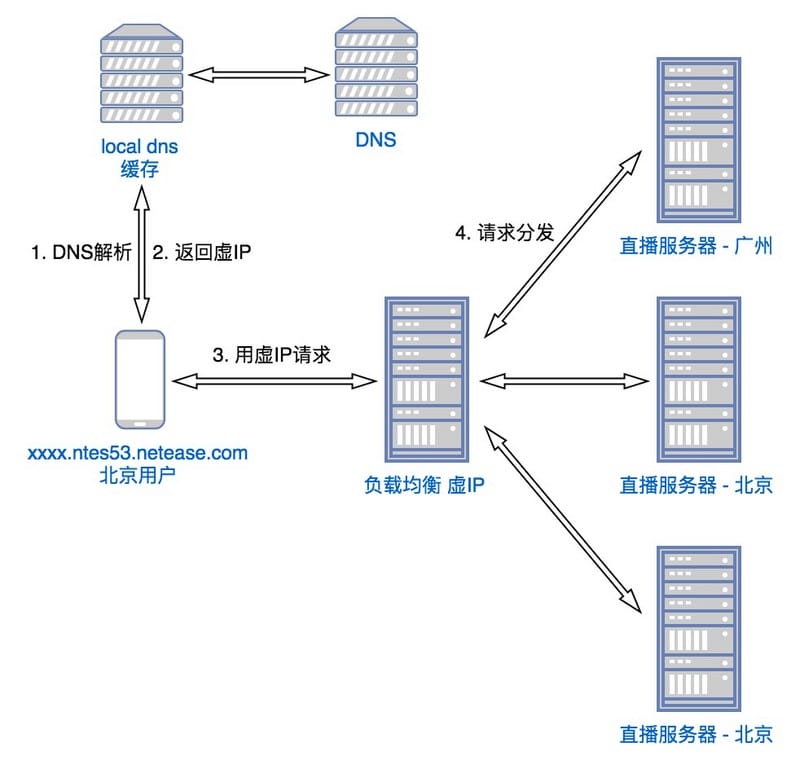 local dns
缓存
DNS
1. DNS解析
2. 返回虚IP
4. 请求分发
直播服务器 - 广州
3. 用虚IP请求
xxxx.ntes53.netease.com
北京用户
负载均衡 虚IP
直播服务器 - 北京
直播服务器 - 北京